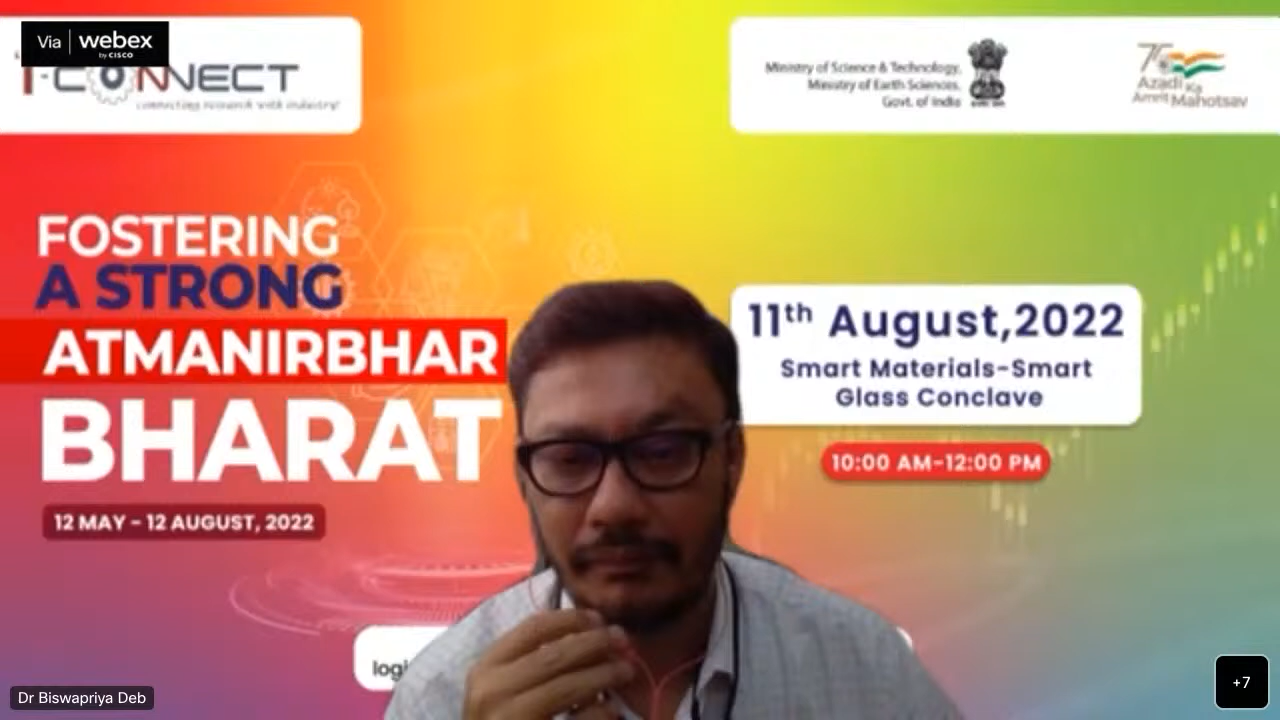 Via webex
by CISCO
I-CONNECT
connecting research with industry!
Ministry of Science & Technology,
Ministry of Earth Sciences,
Govt. of India
Azadi Ka
Amrit Mahotsav
FOSTERING
A STRONG
ATMANIRBHAR
BHARAT
12 MAY - 12 AUGUST, 2022
11th August,2022
Smart Materials-Smart
Glass Conclave
10:00 AM-12:00 PM
Dr Biswapriya Deb
+7